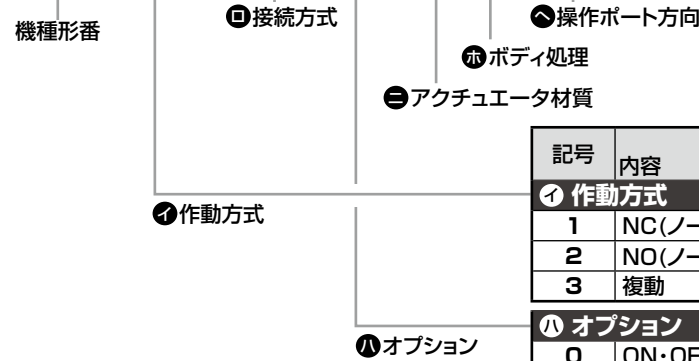 機種形番
ロ接続方式
ヘ操作ポート方向
ホボディ処理
ニアクチュエータ材質
イ作動方式
ハオプション
記号 内容
イ 作動方式
1 NC(ノー
2 NO(ノー
3 複動
ハ オプション
0 ON・OF